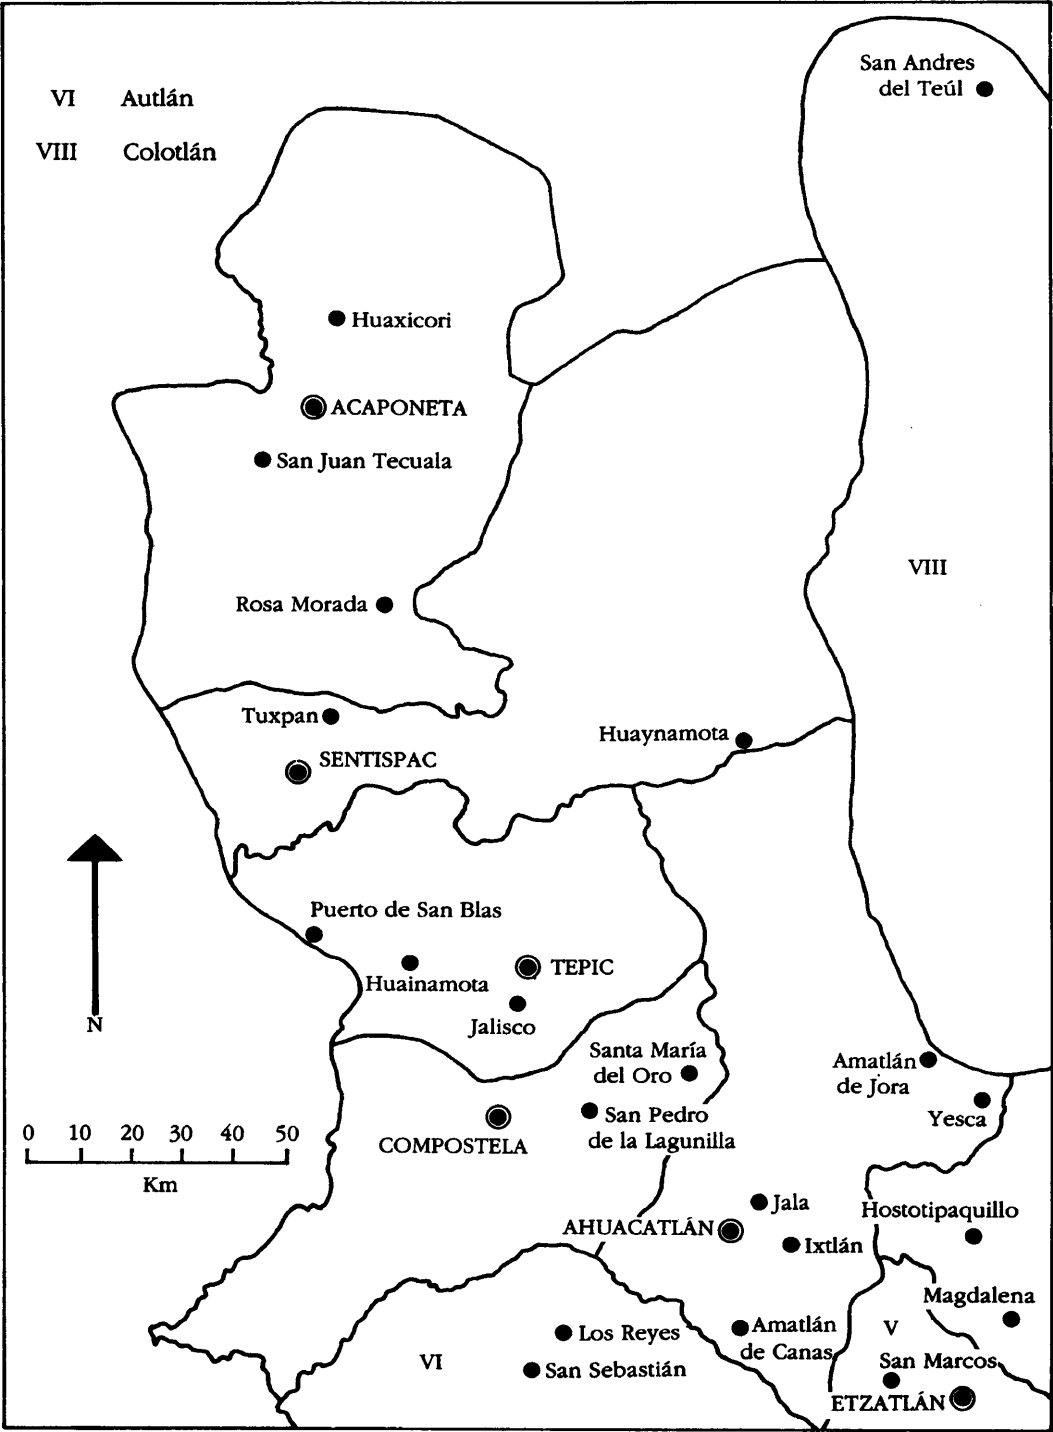 San Andres
del Teúl
VI Autlán
VIII Colotlán
Huaxicori
ACAPONETA
San Juan Tecuala
VIII
Rosa Morada
Tuxpan
Huaynamota
SENTISPAC
Puerto de San Blas
TEPIC
Huainamota
Jalisco
N
Santa María
del Oro
Amatlán
de Jora
San Pedro
de la Lagunilla
Yesca
COMPOSTELA
0 10 20 30 40 50
Km
Jala
Hostotipaquillo
AHUACATLÁN
Ixtlán
Magdalena
Los Reyes
Amatlán
de Canas
V
VI
San Sebastián
San Marcos
ETZATLÁN